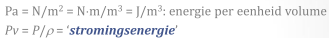 Pa = N/m² = N·m/m³ = J/m³: energie per eenheid volume
Pv = P/ρ = ‘stromingsenergie’